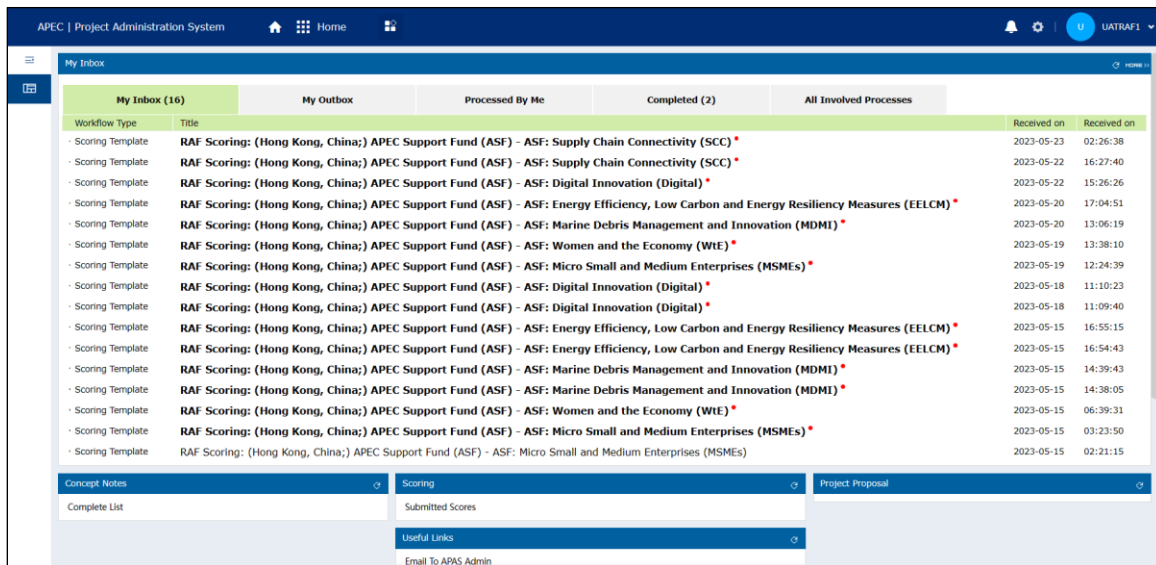 APEC | Project Administration System Home U UATRAF1
My Inbox HOME >>
My Inbox (16) My Outbox Processed By Me Completed (2) All Involved Processes
Workflow Type Title Received on Received on
· Scoring Template RAF Scoring: (Hong Kong, China;) APEC Support Fund (ASF) - ASF: Supply Chain Connectivity (SCC) 2023-05-23 02:26:38
· Scoring Template RAF Scoring: (Hong Kong, China;) APEC Support Fund (ASF) - ASF: Supply Chain Connectivity (SCC) 2023-05-22 16:27:40
· Scoring Template RAF Scoring: (Hong Kong, China;) APEC Support Fund (ASF) - ASF: Digital Innovation (Digital) 2023-05-22 15:26:26
· Scoring Template RAF Scoring: (Hong Kong, China;) APEC Support Fund (ASF) - ASF: Energy Efficiency, Low Carbon and Energy Resiliency Measures (EELCM) 2023-05-20 17:04:51
· Scoring Template RAF Scoring: (Hong Kong, China;) APEC Support Fund (ASF) - ASF: Marine Debris Management and Innovation (MDMI) 2023-05-20 13:06:19
· Scoring Template RAF Scoring: (Hong Kong, China;) APEC Support Fund (ASF) - ASF: Women and the Economy (WtE) 2023-05-19 13:38:10
· Scoring Template RAF Scoring: (Hong Kong, China;) APEC Support Fund (ASF) - ASF: Micro Small and Medium Enterprises (MSMEs) 2023-05-19 12:24:39
· Scoring Template RAF Scoring: (Hong Kong, China;) APEC Support Fund (ASF) - ASF: Digital Innovation (Digital) 2023-05-18 11:10:23
· Scoring Template RAF Scoring: (Hong Kong, China;) APEC Support Fund (ASF) - ASF: Digital Innovation (Digital) 2023-05-18 11:09:40
· Scoring Template RAF Scoring: (Hong Kong, China;) APEC Support Fund (ASF) - ASF: Energy Efficiency, Low Carbon and Energy Resiliency Measures (EELCM) 2023-05-15 16:55:15
· Scoring Template RAF Scoring: (Hong Kong, China;) APEC Support Fund (ASF) - ASF: Energy Efficiency, Low Carbon and Energy Resiliency Measures (EELCM) 2023-05-15 16:54:43
· Scoring Template RAF Scoring: (Hong Kong, China;) APEC Support Fund (ASF) - ASF: Marine Debris Management and Innovation (MDMI) 2023-05-15 14:39:43
· Scoring Template RAF Scoring: (Hong Kong, China;) APEC Support Fund (ASF) - ASF: Marine Debris Management and Innovation (MDMI) 2023-05-15 14:38:05
· Scoring Template RAF Scoring: (Hong Kong, China;) APEC Support Fund (ASF) - ASF: Women and the Economy (WtE) 2023-05-15 06:39:31
· Scoring Template RAF Scoring: (Hong Kong, China;) APEC Support Fund (ASF) - ASF: Micro Small and Medium Enterprises (MSMEs) 2023-05-15 03:23:50
· Scoring Template RAF Scoring: (Hong Kong, China;) APEC Support Fund (ASF) - ASF: Micro Small and Medium Enterprises (MSMEs) 2023-05-15 02:21:15
Concept Notes Scoring Project Proposal
Complete List Submitted Scores
Useful Links
Email To APAS Admin